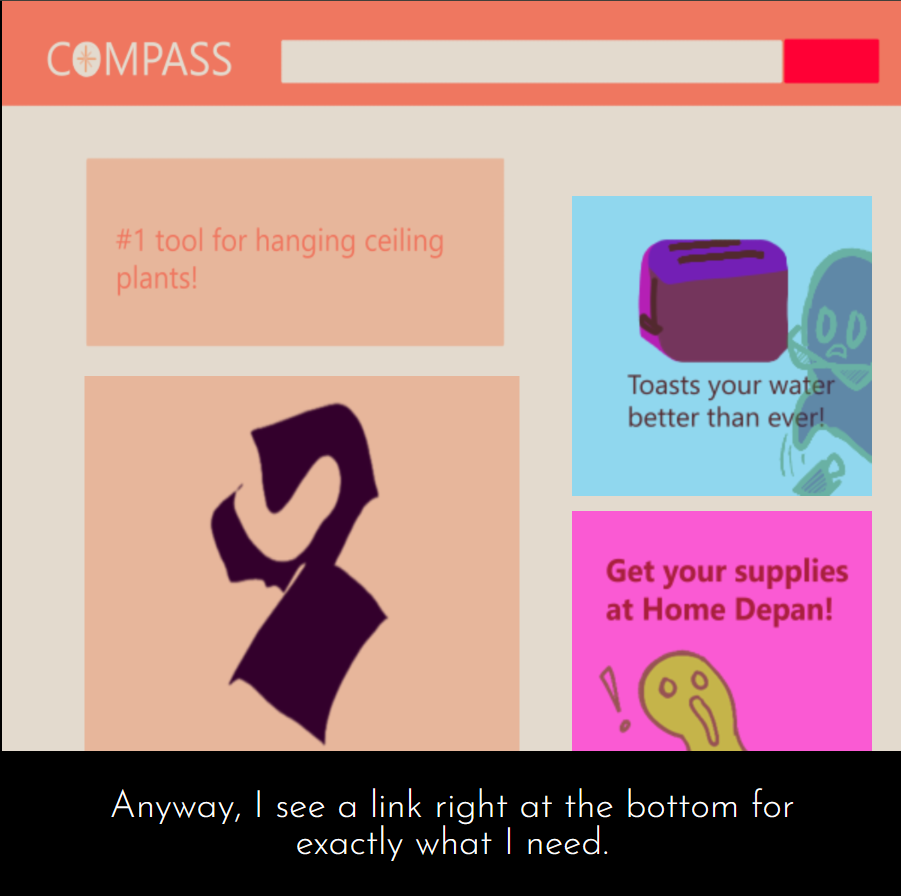 COMPASS
#1 tool for hanging ceiling
plants!
Toasts your water
better than ever!
Get your supplies
at Home Depan!
!
Anyway, I see a link right at the bottom for
exactly what I need.